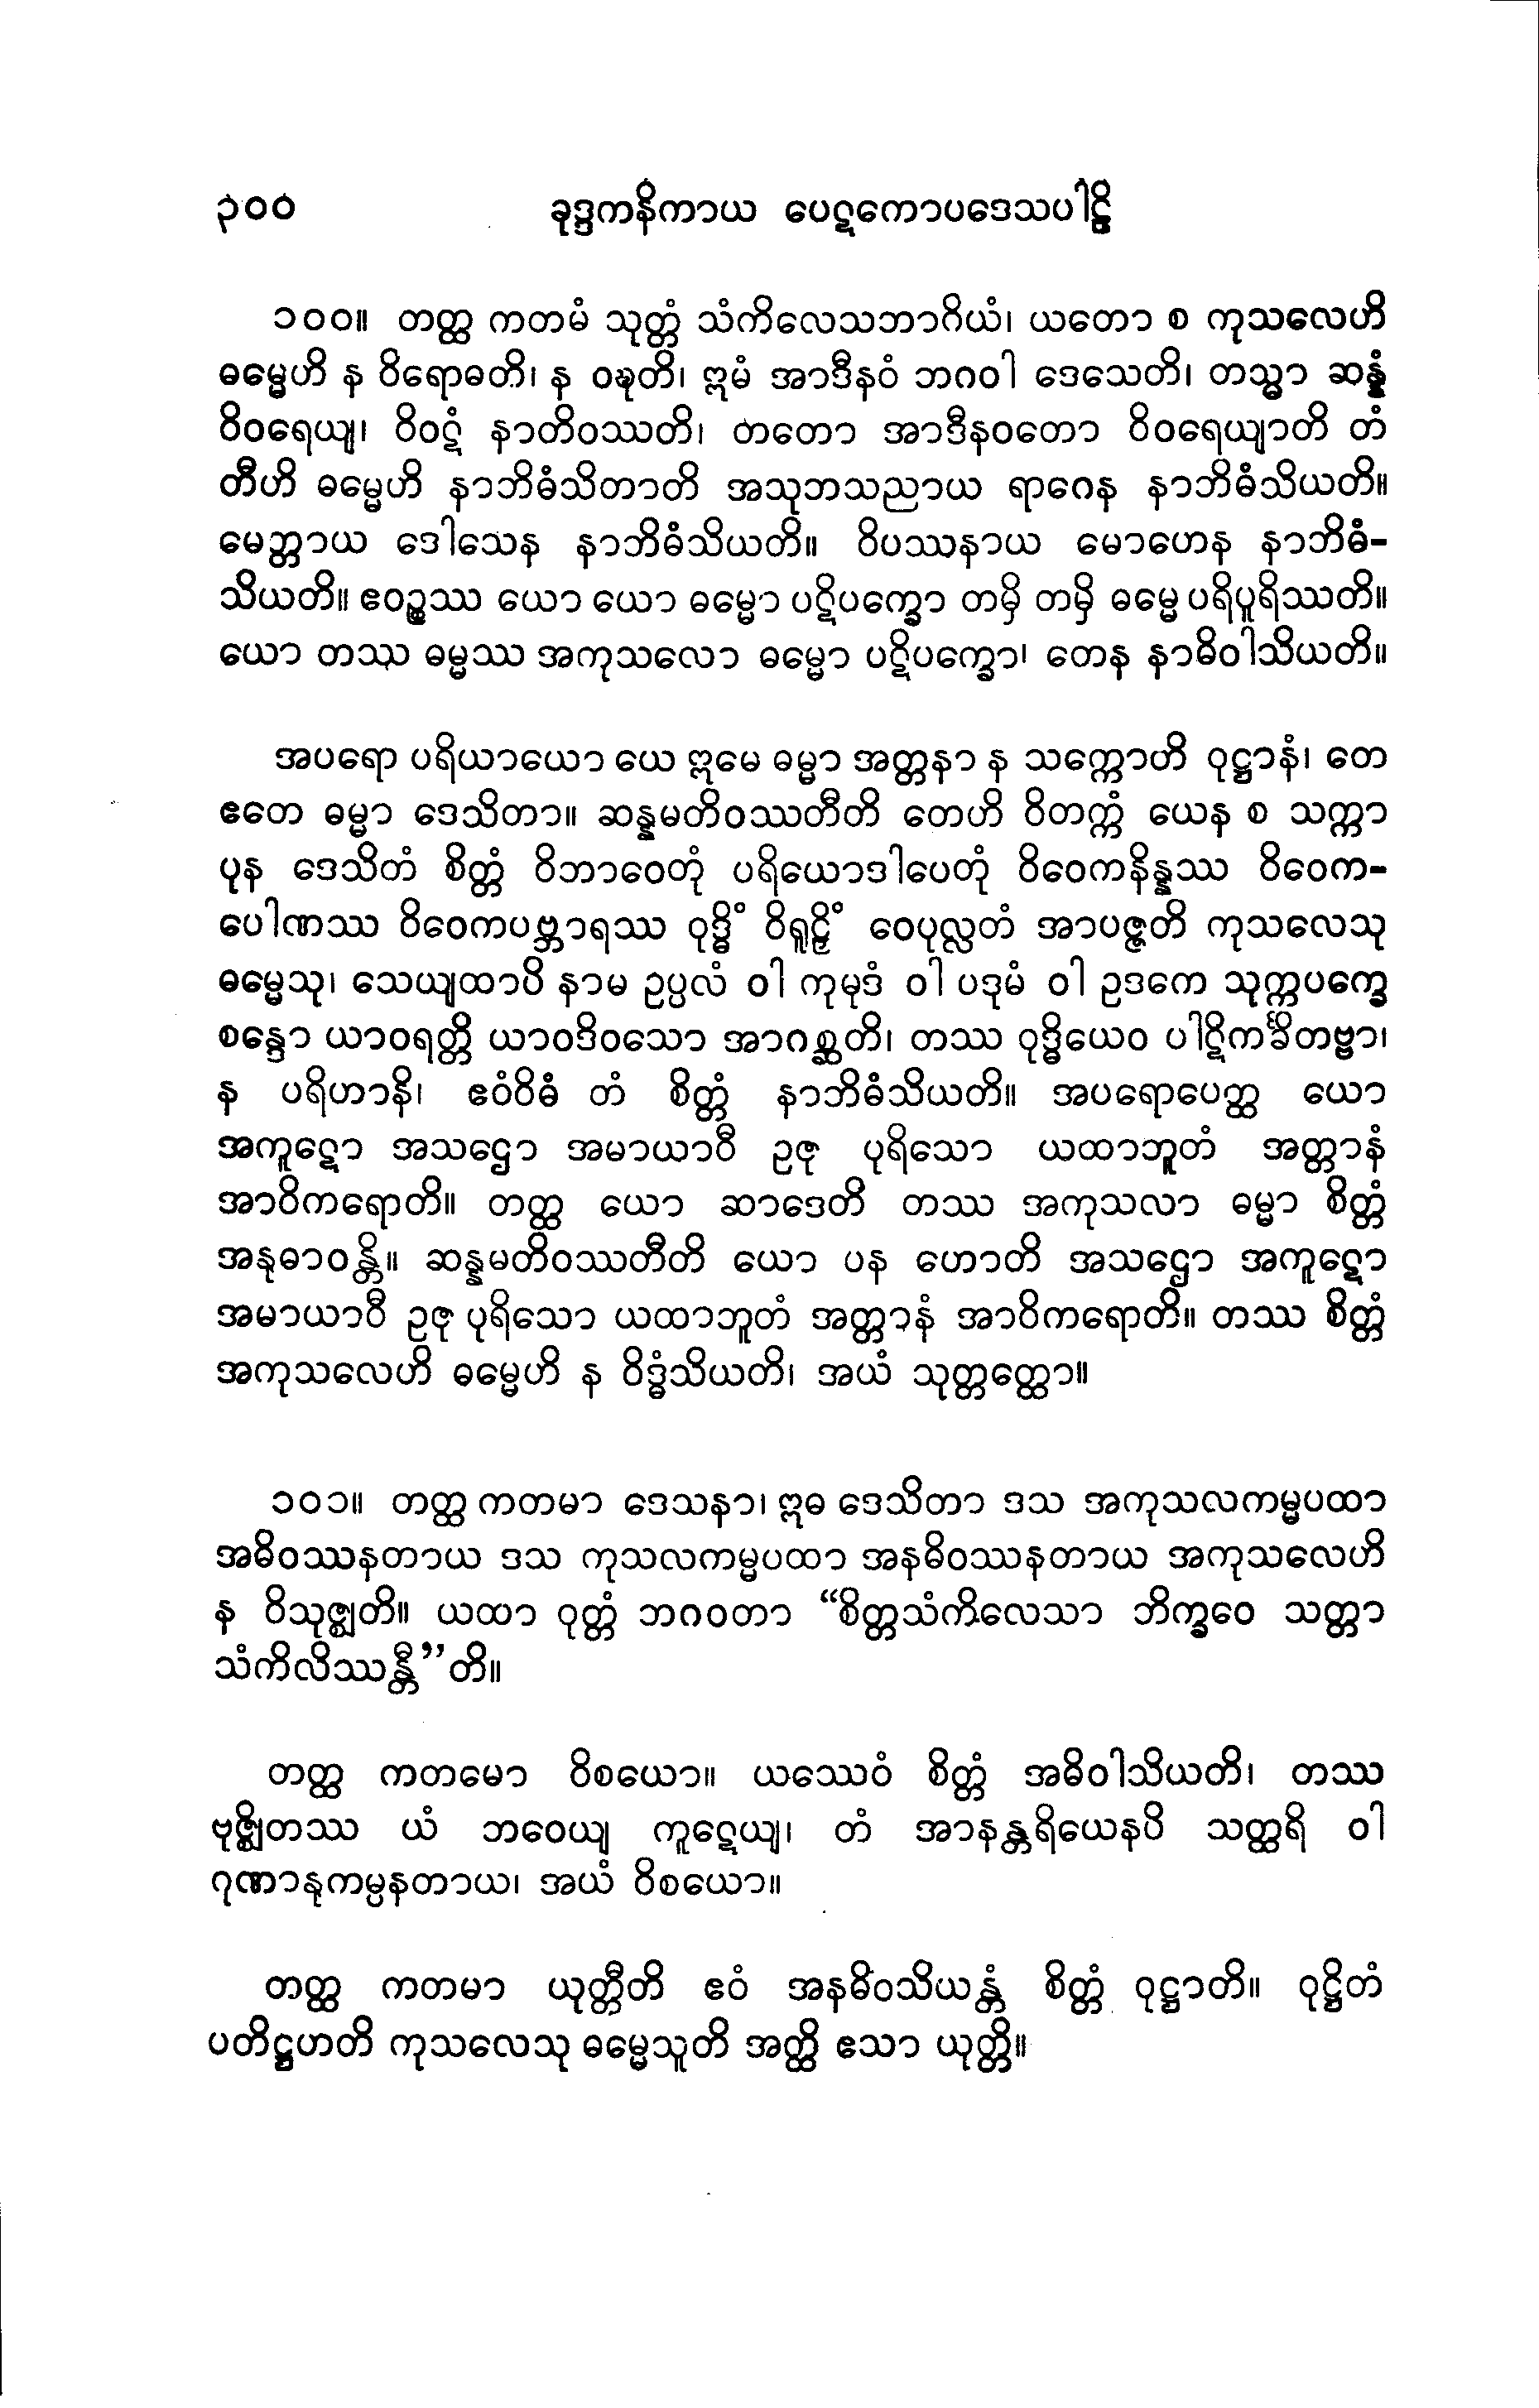 ၃၀၀ ခုဒ္ဒကနိကာယ ပေဋကောပဒေသပါဠိ
၁၀၀။ တတ္ထ ကတမံ သုတ္တံ သံကိလေသဘာဂိယံ၊ ယတော စ ကုသလေဟိ
ဓမ္မေဟိ န ဝိရောဓတိ၊ န ဝဍ္ဎတိ၊ ဣမံ အာဒီနဝံ ဘဂဝါ ဒေသေတိ၊ တသ္မာ ဆန္နံ
ဝိဝရေယျ၊ ဝိဝဋံ နာတိဝဿတိ၊ တတော အာဒီနဝတော ဝိဝရေယျာတိ တံ
တီဟိ ဓမ္မေဟိ နာဘိဓံသိတာတိ အသုဘသညာယ ရာဂေန နာဘိဓံသိယတိ။
မေတ္တာယ ဒေါသေန နာဘိဓံသိယတိ။ ဝိပဿနာယ မောဟေန နာဘိဓံ-
သိယတိ။ ဧဝဉ္စဿ ယော ယော ဓမ္မော ပဋိပက္ခော တမှိ တမှိ ဓမ္မေ ပရိပူရိဿတိ။
ယော တဿ ဓမ္မဿ အကုသလော ဓမ္မော ပဋိပက္ခော၊ တေန နာဓိဝါသိယတိ။
အပရော ပရိယာယော ယေ ဣမေ ဓမ္မာ အတ္တနာ န သက္ကောတိ ဝုဋ္ဌာနံ၊ တေ
ဧတေ ဓမ္မာ ဒေသိတာ။ ဆန္နမတိဝဿတီတိ တေဟိ ဝိတက္ကံ ယေန စ သက္ကာ
ပုန ဒေသိတံ စိတ္တံ ဝိဘာဝေတုံ ပရိယောဒါပေတုံ ဝိဝေကနိန္နဿ ဝိဝေက-
ပေါဏဿ ဝိဝေကပဗ္ဘာရဿ ဝုဒ္ဓိံ ဝိရူဠှိံ ဝေပုလ္လတံ အာပဇ္ဇတိ ကုသလေသု
ဓမ္မေသု၊ သေယျထာပိ နာမ ဥပ္ပလံ ဝါ ကုမုဒံ ဝါ ပဒုမံ ဝါ ဥဒကေ သုက္ကပက္ခေ
စန္ဒော ယာဝရတ္တိ ယာဝဒိဝသော အာဂစ္ဆတိ၊ တဿ ဝုဒ္ဓိယေဝ ပါဋိကင်္ခိတဗ္ဗာ၊
န ပရိဟာနိ၊ ဧဝံဝိဓံ တံ စိတ္တံ နာဘိဓံသိယတိ။ အပရောပေတ္ထ ယော
အကူဋော အသဌော အမာယာဝီ ဥဇု ပုရိသော ယထာဘူတံ အတ္တာနံ
အာဝိကရောတိ။ တတ္ထ ယော ဆာဒေတိ တဿ အကုသလာ ဓမ္မာ စိတ္တံ
အနုဓာဝန္တိ။ ဆန္နမတိဝဿတီတိ ယော ပန ဟောတိ အသဌော အကူဋော
အမာယာဝီ ဥဇု ပုရိသော ယထာဘူတံ အတ္တာနံ အာဝိကရောတိ။ တဿ စိတ္တံ
အကုသလေဟိ ဓမ္မေဟိ န ဝိဒ္ဓံသိယတိ၊ အယံ သုတ္တတ္ထော။
၁၀၁။ တတ္ထ ကတမာ ဒေသနာ၊ ဣဓ ဒေသိတာ ဒသ အကုသလကမ္မပထာ
အဓိဝဿနတာယ ဒသ ကုသလကမ္မပထာ အနဓိဝဿနတာယ အကုသလေဟိ
န ဝိသုဇ္ဈတိ။ ယထာ ဝုတ္တံ ဘဂဝတာ “စိတ္တသံကိလေသာ ဘိက္ခဝေ သတ္တာ
သံကိလိဿန္တီ”တိ။
တတ္ထ ကတမော ဝိစယော။ ယဿေဝံ စိတ္တံ အဓိဝါသိယတိ၊ တဿ
ဗုဇ္ဈိတဿ ယံ ဘဝေယျ ကူဋေယျ၊ တံ အာနန္တရိယေနပိ သတ္ထရိ ဝါ
ဂုဏာနုကမ္ပနတာယ၊ အယံ ဝိစယော။
တတ္ထ ကတမာ ယုတ္တီတိ ဧဝံ အနဓိဝသိယန္တံ စိတ္တံ ဝုဋ္ဌာတိ။ ဝုဋ္ဌိတံ
ပတိဋ္ဌဟတိ ကုသလေသု ဓမ္မေသူတိ အတ္ထိ ဧသာ ယုတ္တိ။